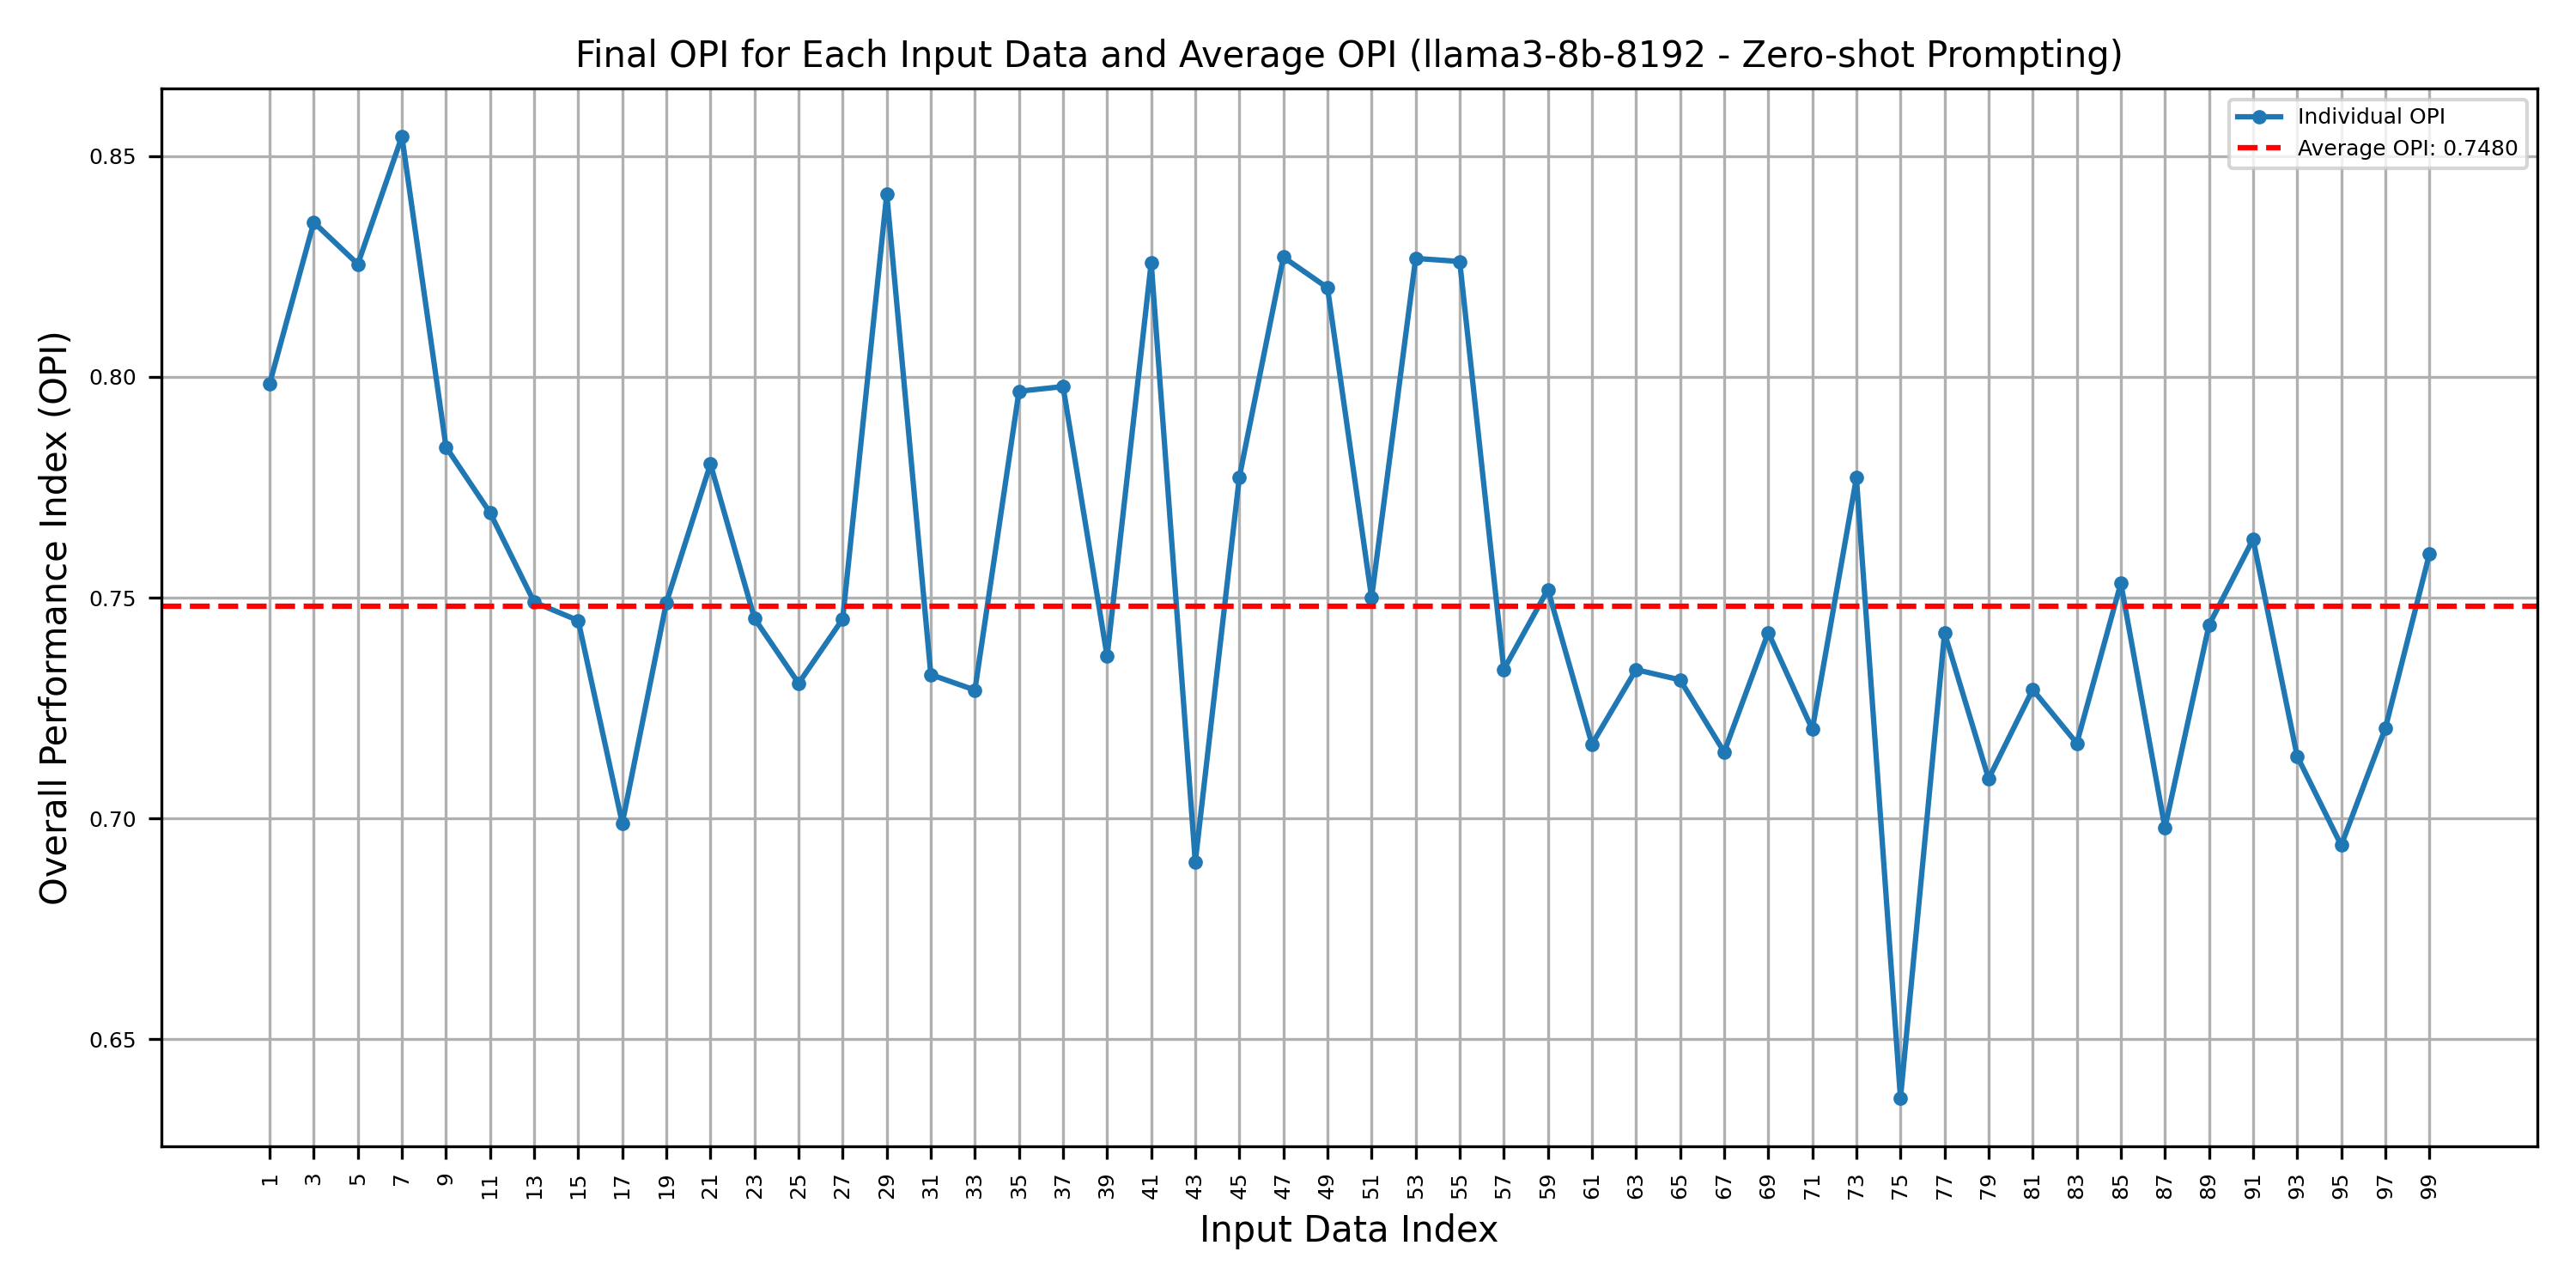 Final OPI for Each Input Data and Average OPI (llama3-8b-8192 - Zero-shot Prompting)
Individual OPI
Average OPI: 0.7480
Overall Performance Index (OPI)
0.85
0.80
0.75
0.70
0.65
1 3 5 7 9 11 13 15 17 19 21 23 25 27 29 31 33 35 37 39 41 43 45 47 49 51 53 55 57 59 61 63 65 67 69 71 73 75 77 79 81 83 85 87 89 91 93 95 97 99
Input Data Index